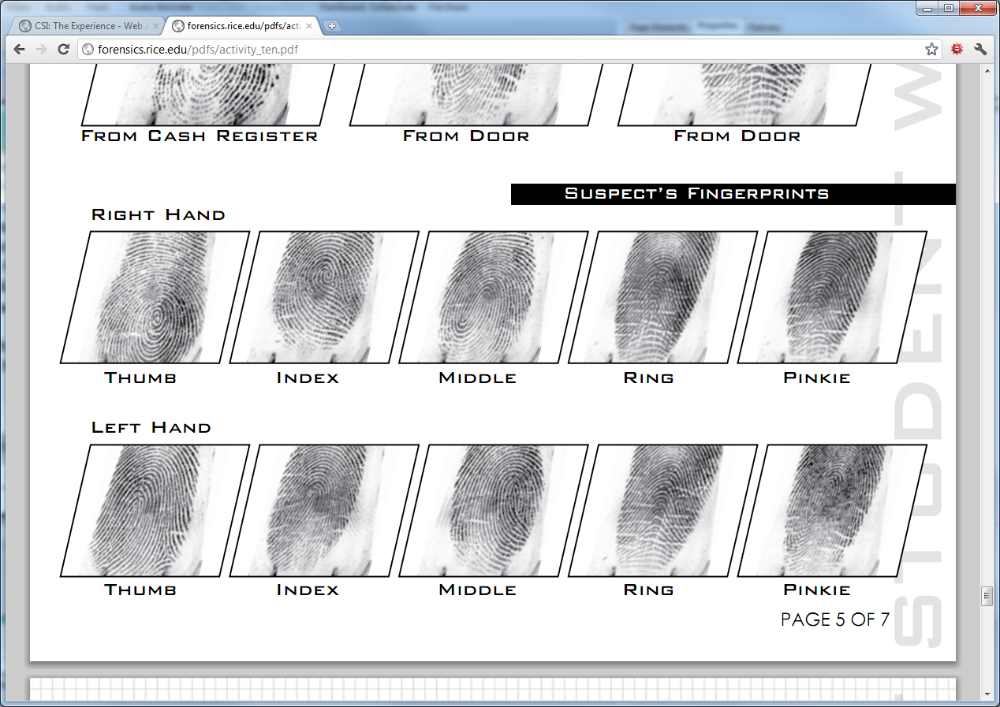 CSI: The Experience - Web
forensics.rice.edu/pdfs/acti
forensics.rice.edu/pdfs/activity_ten.pdf
From Cash Register
From Door
From Door
Suspect's Fingerprints
Right Hand
Thumb
Index
Middle
Ring
Pinkie
Left Hand
Thumb
Index
Middle
Ring
Pinkie
PAGE 5 OF 7
STUDENT - W